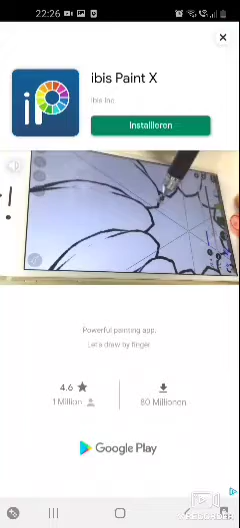 22:26
ibis Paint X
ibis inc.
Installieren
Powerful painting app.
Let's draw by finger
4.6 ★
1 Million
80 Millionen
Google Play